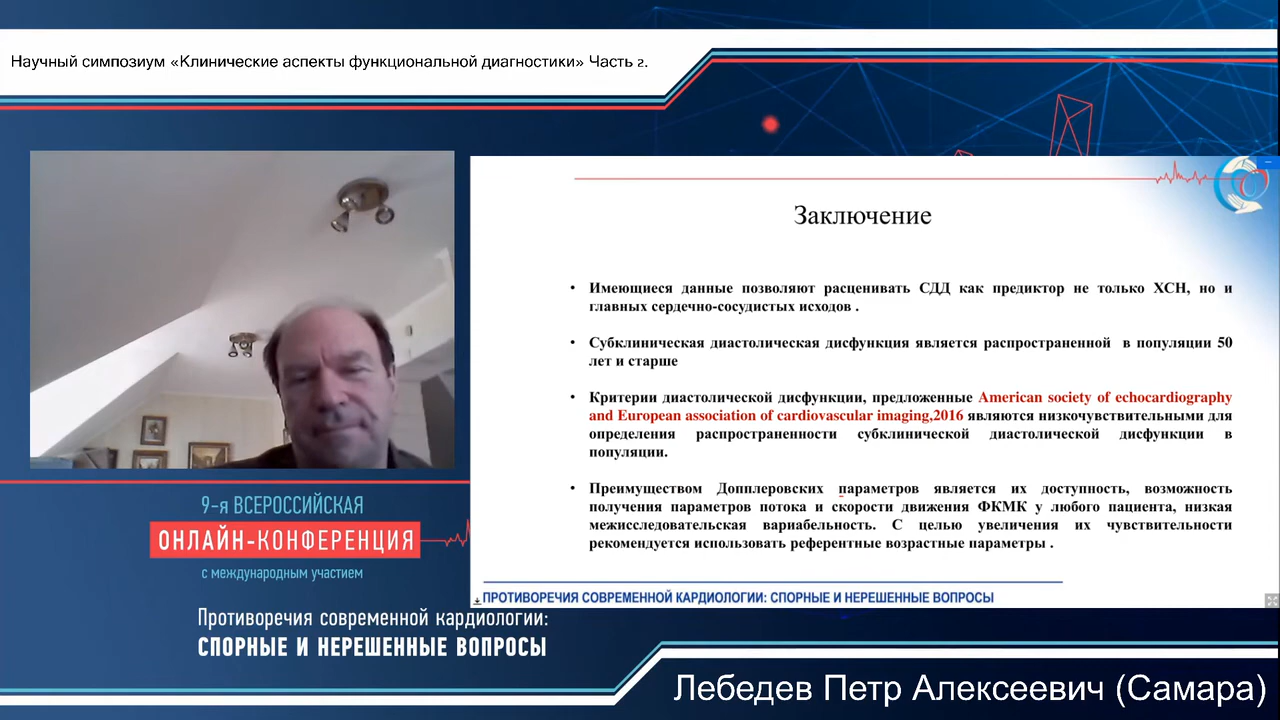 Научный симпозиум «Клинические аспекты функциональной диагностики» Часть 2.
Заключение
• Имеющиеся данные позволяют расценивать СДД как предиктор не только ХСН, но и
главных сердечно-сосудистых исходов .
• Субклиническая диастолическая дисфункция является распространенной в популяции 50
лет и старше
• Критерии диастолической дисфункции, предложенные American society of echocardiography
and European association of cardiovascular imaging,2016 являются низкочувствительными для
определения распространенности субклинической диастолической дисфункции в
популяции.
• Преимуществом Допплеровских параметров является их доступность, возможность
получения параметров потока и скорости движения ФКМК у любого пациента, низкая
межисследовательская вариабельность. С целью увеличения их чувствительности
рекомендуется использовать референтные возрастные параметры .
ПРОТИВОРЕЧИЯ СОВРЕМЕННОЙ КАРДИОЛОГИИ: СПОРНЫЕ И НЕРЕШЕННЫЕ ВОПРОСЫ
9-я ВСЕРОССИЙСКАЯ
ОНЛАЙН-КОНФЕРЕНЦИЯ
с международным участием
Противоречия современной кардиологии:
СПОРНЫЕ И НЕРЕШЕННЫЕ ВОПРОСЫ
Лебедев Петр Алексеевич (Самара)